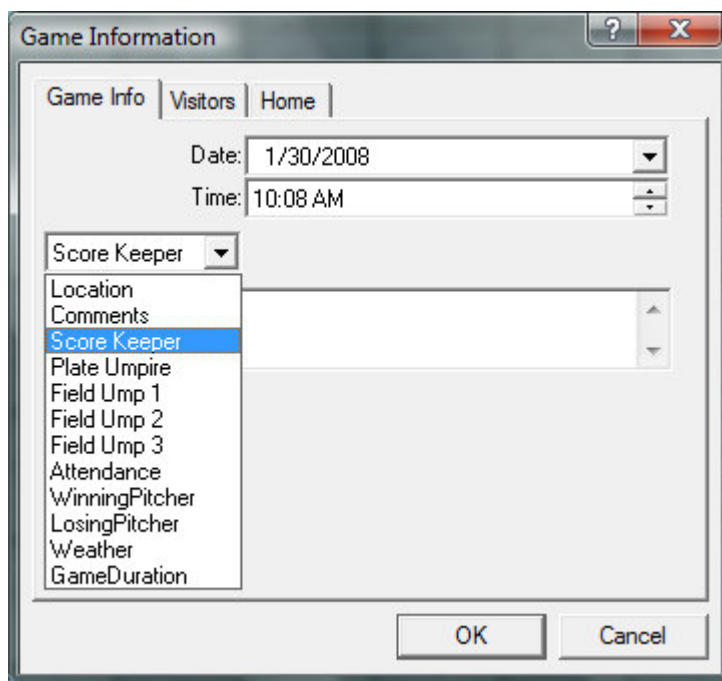 Game Information
Game Info Visitors Home
Date: 1/30/2008
Time: 10:08 AM
Score Keeper
Location
Comments
Score Keeper
Plate Umpire
Field Ump 1
Field Ump 2
Field Ump 3
Attendance
WinningPitcher
LosingPitcher
Weather
GameDuration
OK Cancel